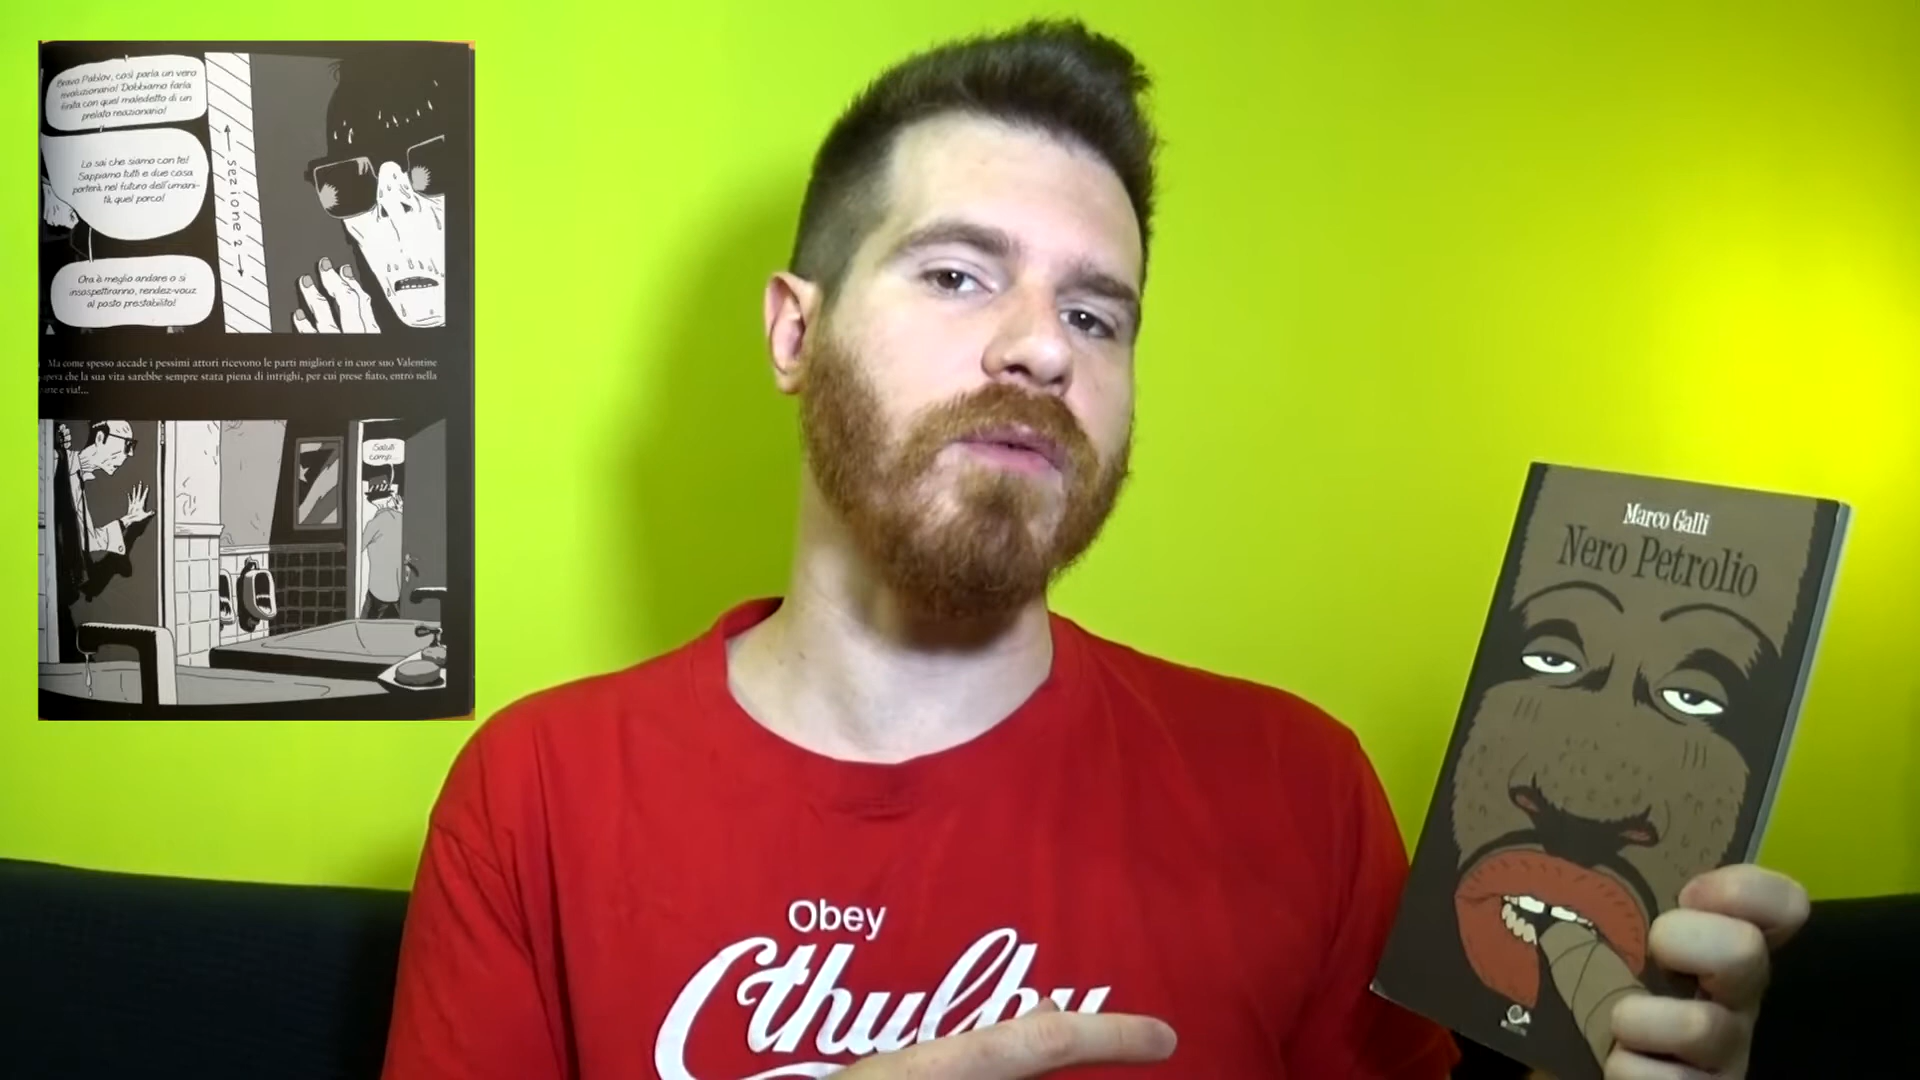 Bravo Pablov, così parla un vero
rivoluzionario! Dobbiamo farla
finita con quel maledetto di un
prelato reazionario!
Lo sai che siamo con te!
Sappiamo tutti e due cosa
porterà nel futuro dell'umani-
tà quel porco!
Ora è meglio andare o si
insospettiranno, rendez-vouz
al posto prestabilito!
← sezione 2 →
Ma come spesso accade i pessimi attori ricevono le parti migliori e in cuor suo Valentine
sapeva che la sua vita sarebbe sempre stata piena di intrighi, per cui prese fiato, entrò nella
parte e via!...
Saluti
comp...
Marco Galli
Nero Petrolio
Obey
Cthulhu